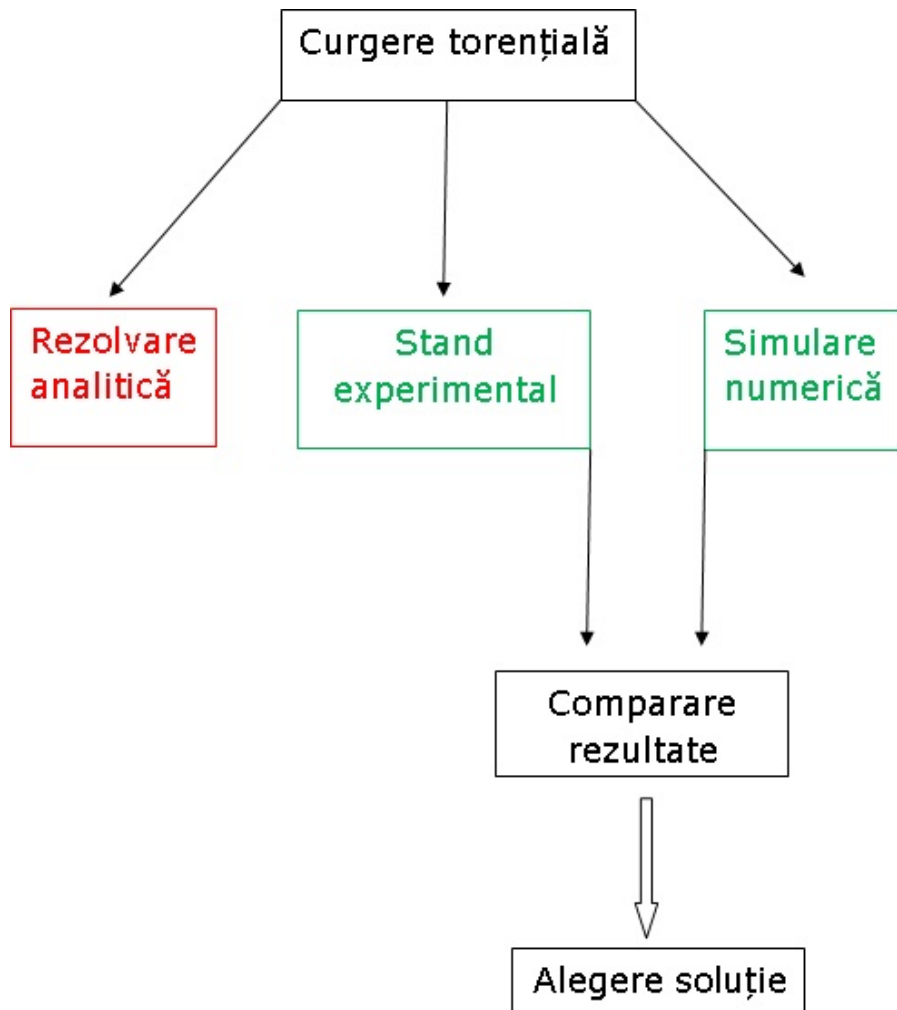 Curgere torențială
Rezolvare
analitică
Stand
experimental
Simulare
numerică
Comparare
rezultate
Alegere soluție